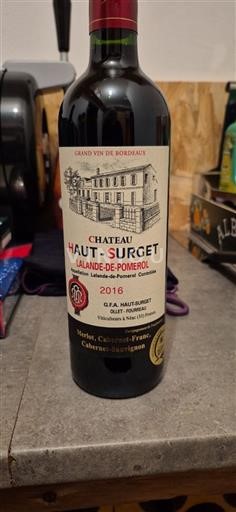 GRAND VIN DE BORDEAUX
CHATEAU
HAUT-SURGET
LALANDE-DE-POMEROL
Appellation Lalande-de-Pomerol Contrôlée
2016
G.F.A. HAUT-SURGET
OLLET - FOURREAU
Viticulteurs à Néac (33) France
Merlot, Cabernet-Franc,
Cabernet-Sauvignon